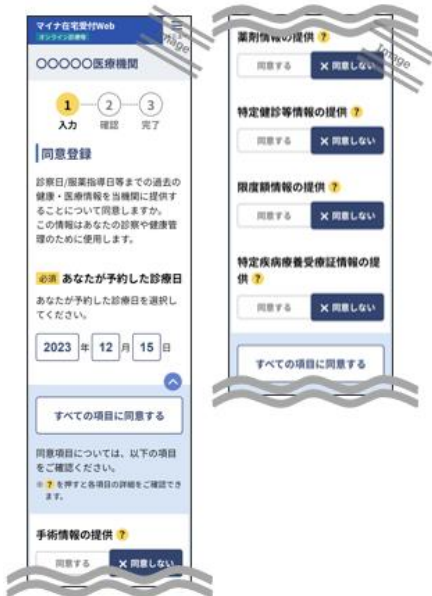 マイナ在宅受付Web
オンライン診療等
Image
〇〇〇〇〇医療機関
1
2
3
入力
確認
完了
同意登録
診察日/服薬指導日等までの過去の
健康・医療情報を当機関に提供す
ることについて同意しますか。
この情報はあなたの診察や健康管
理のために使用します。
必須 あなたが予約した診療日
あなたが予約した診療日を選択し
てください。
2023 年 12 月 15 日
すべての項目に同意する
同意項目については、以下の項目
をご確認ください。
※ ? を押すと各項目の詳細をご確認でき
ます。
手術情報の提供 ?
同意する × 同意しない
薬剤情報の提供 ?
Image
同意する × 同意しない
特定健診等情報の提供 ?
同意する × 同意しない
限度額情報の提供 ?
同意する × 同意しない
特定疾病療養受療証情報の提
供 ?
同意する × 同意しない
すべての項目に同意する